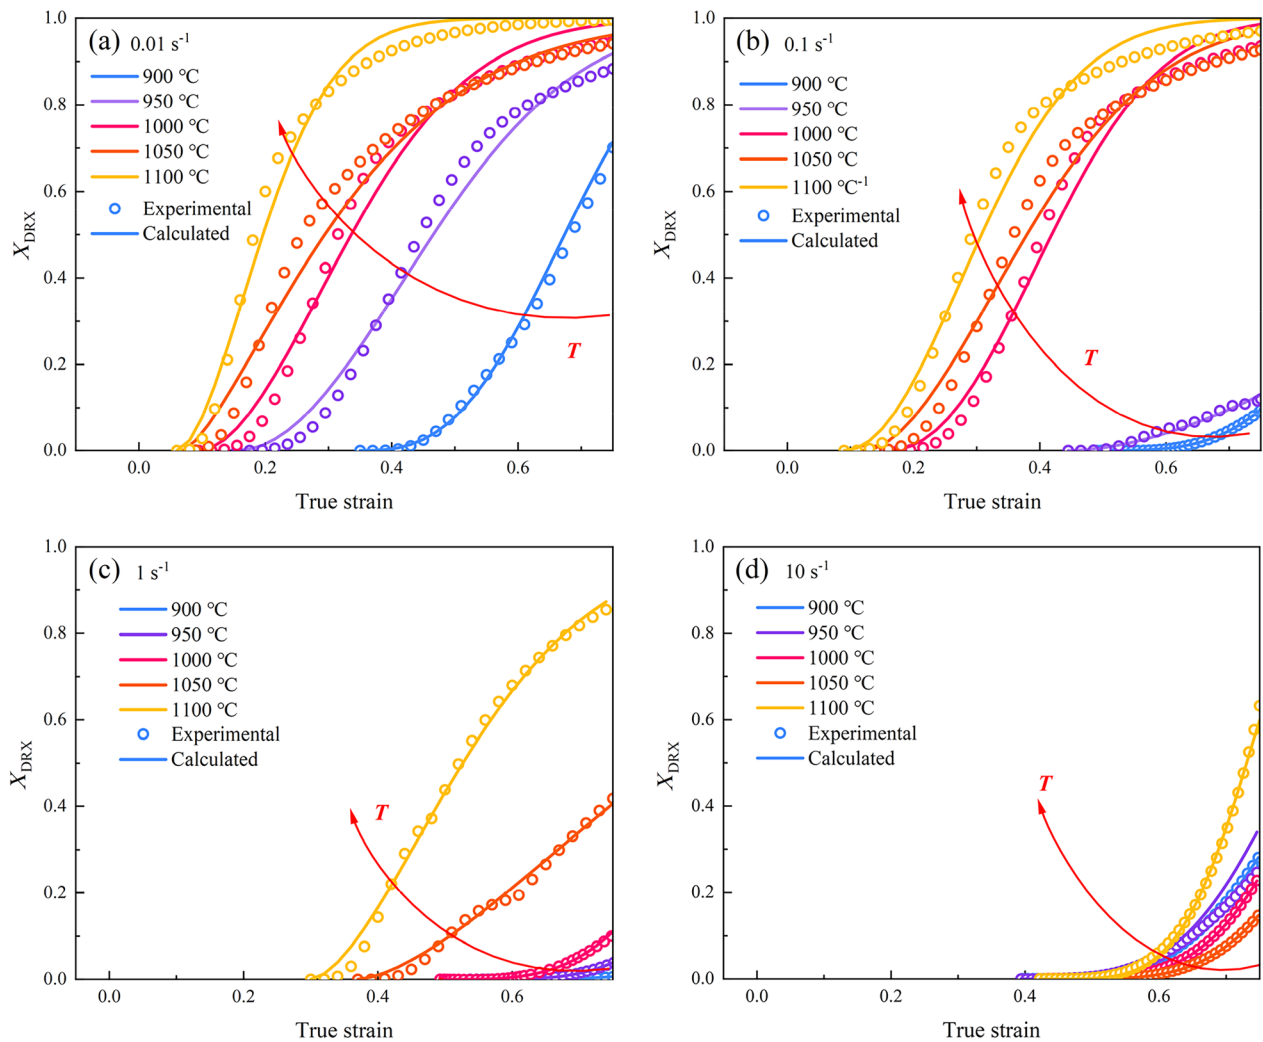 (a) 0.01 s-1
900 ℃
950 ℃
1000 ℃
1050 ℃
1100 ℃
Experimental
Calculated
T
XDRX
1.0
0.8
0.6
0.4
0.2
0.0
0.0 0.2 0.4 0.6
True strain
(b) 0.1 s-1
900 ℃
950 ℃
1000 ℃
1050 ℃
1100 ℃-1
Experimental
Calculated
T
XDRX
1.0
0.8
0.6
0.4
0.2
0.0
0.0 0.2 0.4 0.6
True strain
(c) 1 s-1
900 ℃
950 ℃
1000 ℃
1050 ℃
1100 ℃
Experimental
Calculated
T
XDRX
1.0
0.8
0.6
0.4
0.2
0.0
0.0 0.2 0.4 0.6
True strain
(d) 10 s-1
900 ℃
950 ℃
1000 ℃
1050 ℃
1100 ℃
Experimental
Calculated
T
XDRX
1.0
0.8
0.6
0.4
0.2
0.0
0.0 0.2 0.4 0.6
True strain